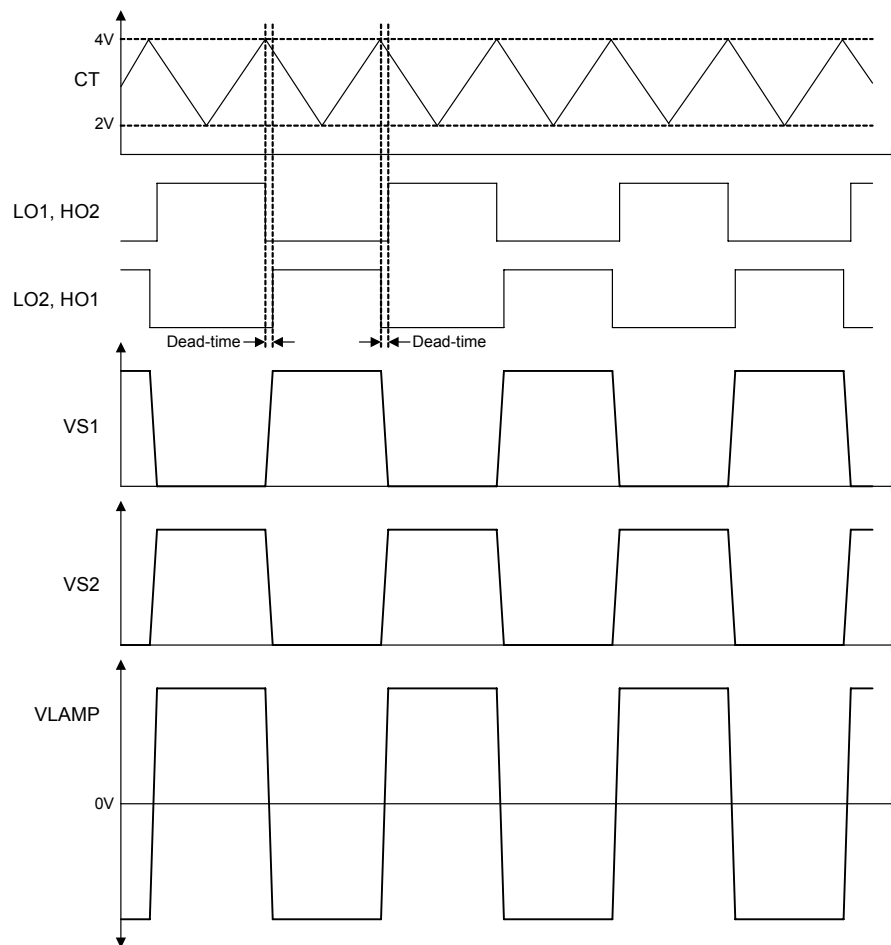 4V
CT
2V
LO1, HO2
LO2, HO1
Dead-time Dead-time
VS1
VS2
VLAMP
0V